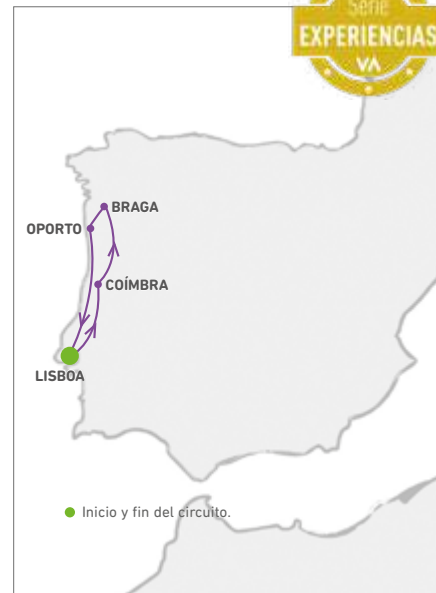 Serie
EXPERIENCIAS
VA
BRAGA
OPORTO
COÍMBRA
LISBOA
Inicio y fin del circuito.